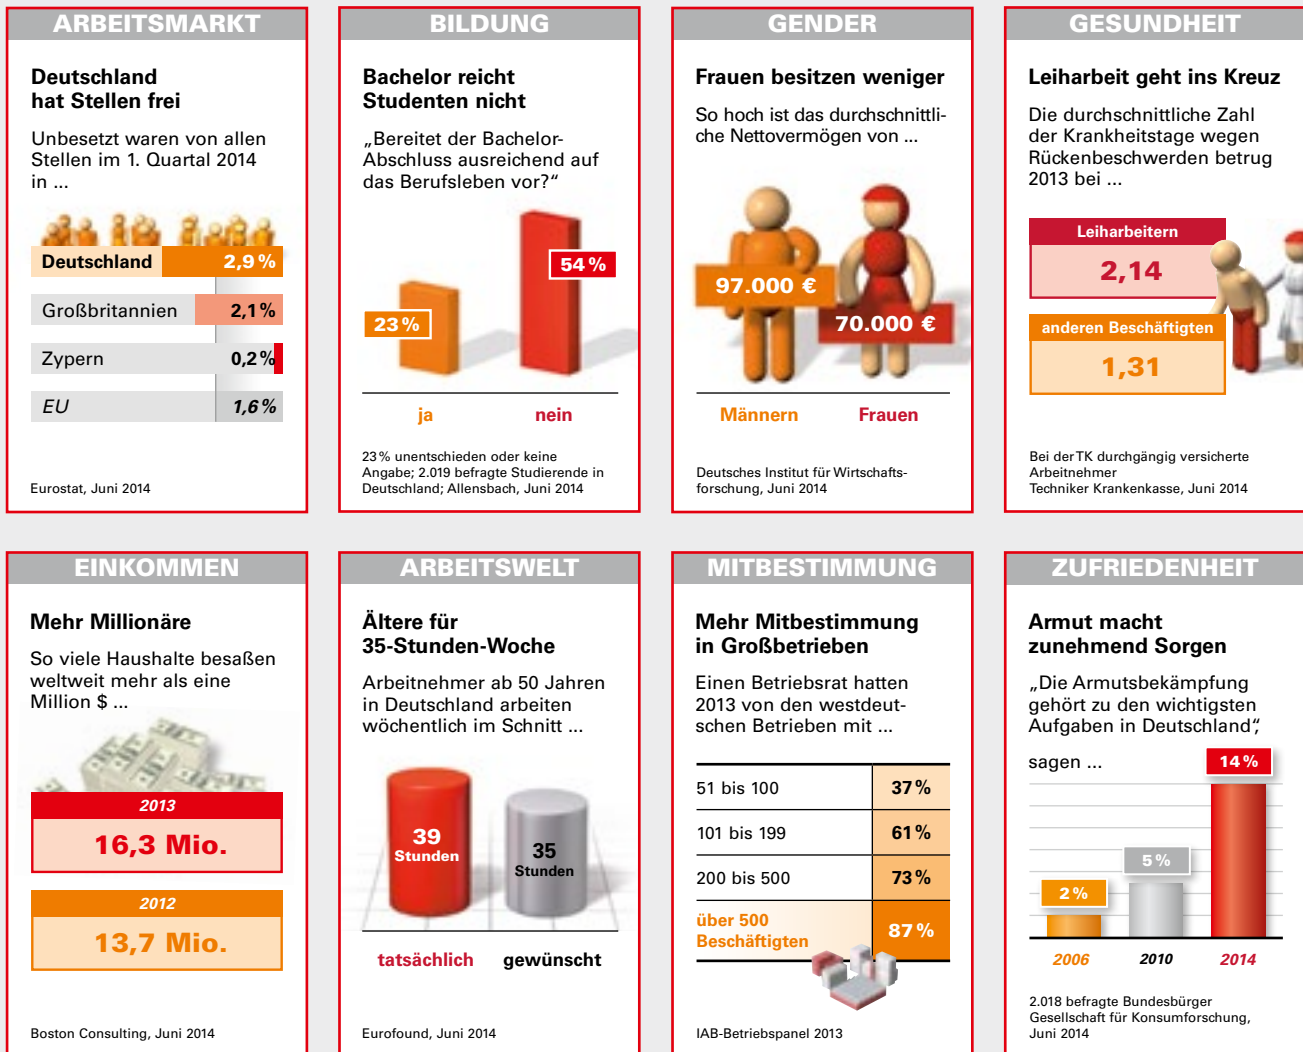 ARBEITSMARKT
Deutschland
hat Stellen frei
Unbesetzt waren von allen
Stellen im 1. Quartal 2014
in ...
Deutschland 2,9 %
Großbritannien 2,1 %
Zypern 0,2 %
EU 1,6 %
Eurostat, Juni 2014
BILDUNG
Bachelor reicht
Studenten nicht
„Bereitet der Bachelor-
Abschluss ausreichend auf
das Berufsleben vor?“
54 %
23 %
ja nein
23 % unentschieden oder keine
Angabe; 2.019 befragte Studierende in
Deutschland; Allensbach, Juni 2014
GENDER
Frauen besitzen weniger
So hoch ist das durchschnittli-
che Nettovermögen von ...
97.000 €
70.000 €
Männern Frauen
Deutsches Institut für Wirtschafts-
forschung, Juni 2014
GESUNDHEIT
Leiharbeit geht ins Kreuz
Die durchschnittliche Zahl
der Krankheitstage wegen
Rückenbeschwerden betrug
2013 bei ...
Leiharbeitern
2,14
anderen Beschäftigten
1,31
Bei der TK durchgängig versicherte
Arbeitnehmer
Techniker Krankenkasse, Juni 2014
EINKOMMEN
Mehr Millionäre
So viele Haushalte besaßen
weltweit mehr als eine
Million $ ...
2013
16,3 Mio.
2012
13,7 Mio.
Boston Consulting, Juni 2014
ARBEITSWELT
Ältere für
35-Stunden-Woche
Arbeitnehmer ab 50 Jahren
in Deutschland arbeiten
wöchentlich im Schnitt ...
39
Stunden
35
Stunden
tatsächlich gewünscht
Eurofound, Juni 2014
MITBESTIMMUNG
Mehr Mitbestimmung
in Großbetrieben
Einen Betriebsrat hatten
2013 von den westdeut-
schen Betrieben mit ...
51 bis 100 37 %
101 bis 199 61 %
200 bis 500 73 %
über 500
Beschäftigten 87 %
IAB-Betriebspanel 2013
ZUFRIEDENHEIT
Armut macht
zunehmend Sorgen
„Die Armutsbekämpfung
gehört zu den wichtigsten
Aufgaben in Deutschland“,
sagen ...
14 %
5 %
2 %
2006 2010 2014
2.018 befragte Bundesbürger
Gesellschaft für Konsumforschung,
Juni 2014